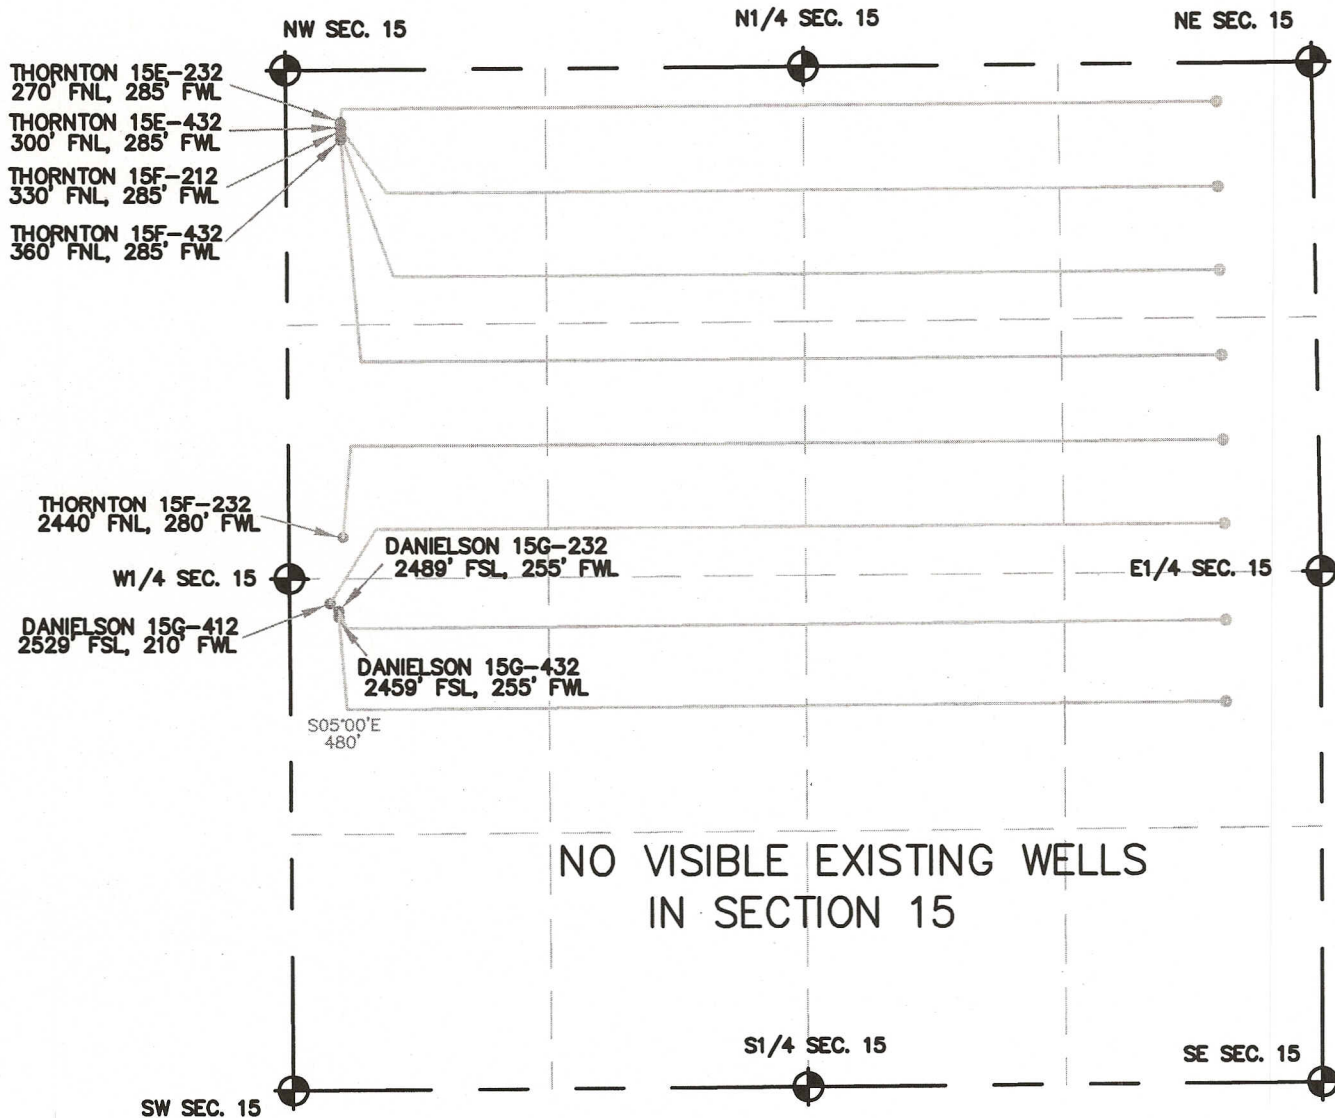 NW SEC. 15
N1/4 SEC. 15
NE SEC. 15
THORNTON 15E-232
270' FNL, 285' FWL
THORNTON 15E-432
300' FNL, 285' FWL
THORNTON 15F-212
330' FNL, 285' FWL
THORNTON 15F-432
360' FNL, 285' FWL
THORNTON 15F-232
2440' FNL, 280' FWL
DANIELSON 15G-232
2489' FSL, 255' FWL
W1/4 SEC. 15
E1/4 SEC. 15
DANIELSON 15G-412
2529' FSL, 210' FWL
DANIELSON 15G-432
2459' FSL, 255' FWL
S05°00'E
480'
NO VISIBLE EXISTING WELLS
IN SECTION 15
S1/4 SEC. 15
SE SEC. 15
SW SEC. 15